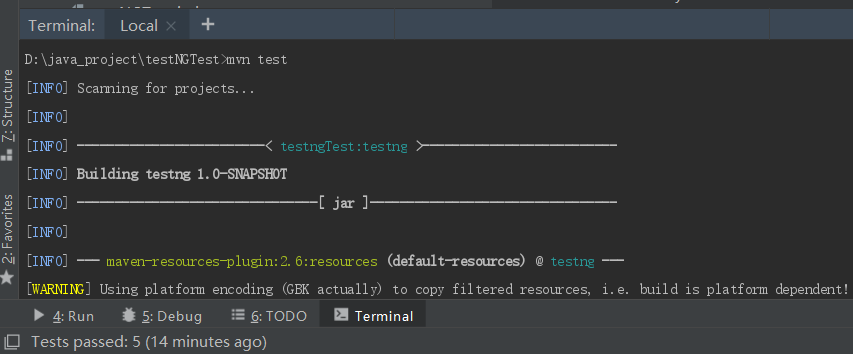 Terminal: Local × +
D:\java_project\testNGTest>mvn test
[INFO] Scanning for projects...
[INFO]
[INFO] ----------------------< testngTest:testng >-----------------------
[INFO] Building testng 1.0-SNAPSHOT
[INFO] --------------------------------[ jar ]---------------------------------
[INFO]
[INFO] --- maven-resources-plugin:2.6:resources (default-resources) @ testng ---
[WARNING] Using platform encoding (GBK actually) to copy filtered resources, i.e. build is platform dependent!
7: Structure
2: Favorites
4: Run 5: Debug 6: TODO Terminal
Tests passed: 5 (14 minutes ago)